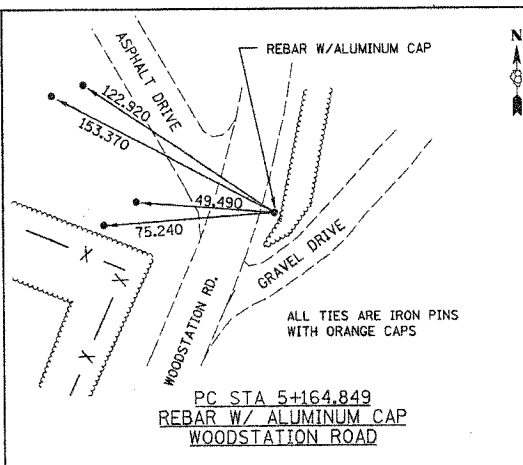 N
REBAR W/ALUMINUM CAP
ASPHALT DRIVE
122.920
153.370
49.490
75.240
GRAVEL DRIVE
WOODSTATION RD.
X
X
X
ALL TIES ARE IRON PINS
WITH ORANGE CAPS
PC STA 5+164.849
REBAR W/ ALUMINUM CAP
WOODSTATION ROAD